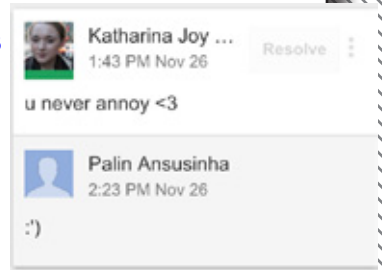 Katharina Joy ...
Resolve
1:43 PM Nov 26
u never annoy <3
Palin Ansusinha
2:23 PM Nov 26
:')